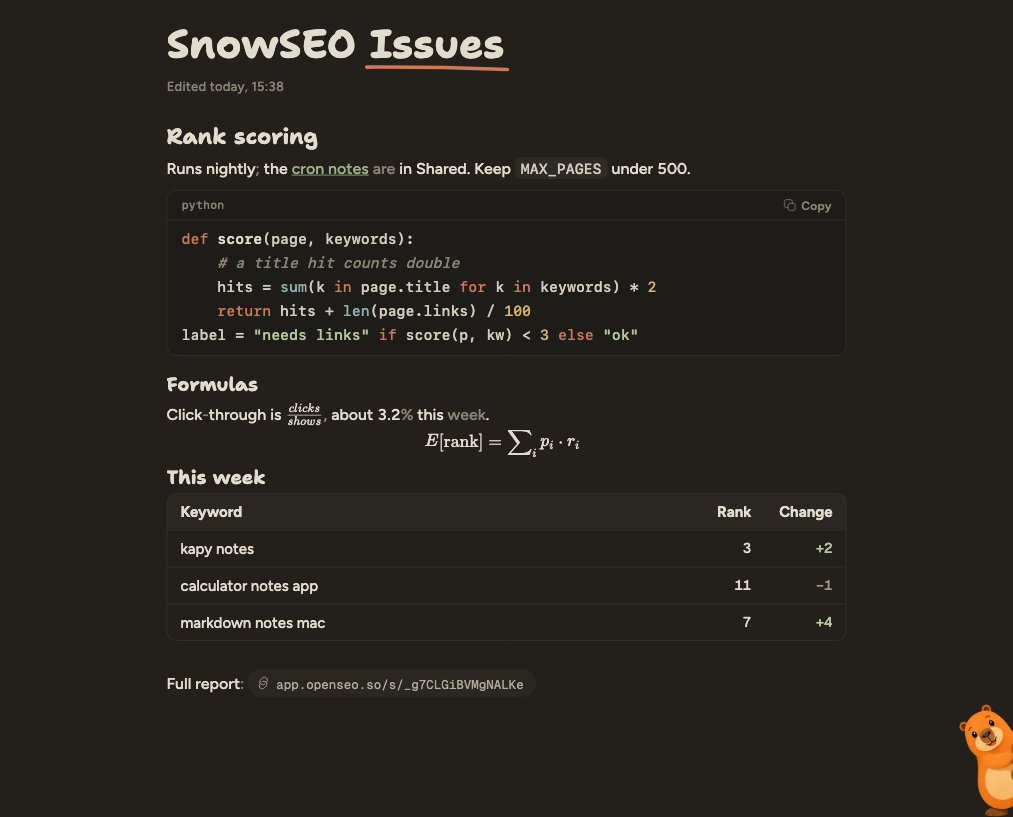 SnowSEO Issues
Edited today, 15:38
Rank scoring
Runs nightly; the cron notes are in Shared. Keep MAX_PAGES under 500.
python Copy
def score(page, keywords):
    # a title hit counts double
    hits = sum(k in page.title for k in keywords) * 2
    return hits + len(page.links) / 100
label = "needs links" if score(p, kw) < 3 else "ok"
Formulas
Click-through is clicks/shows, about 3.2% this week.
E[rank] = ∑_i p_i · r_i
This week
Keyword Rank Change
kapy notes 3 +2
calculator notes app 11 −1
markdown notes mac 7 +4
Full report: app.openseo.so/s/_g7CLGiBVMgNALKe